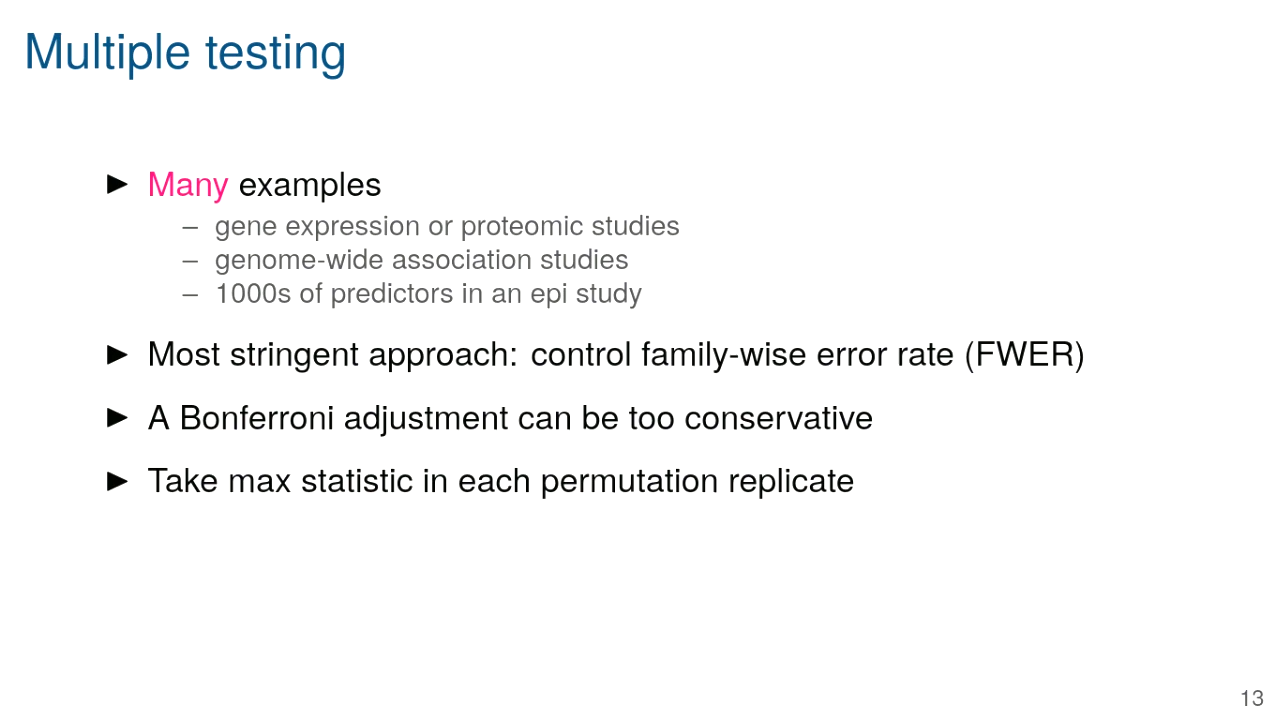 Multiple testing
▶ Many examples
– gene expression or proteomic studies
– genome-wide association studies
– 1000s of predictors in an epi study
▶ Most stringent approach: control family-wise error rate (FWER)
▶ A Bonferroni adjustment can be too conservative
▶ Take max statistic in each permutation replicate
13